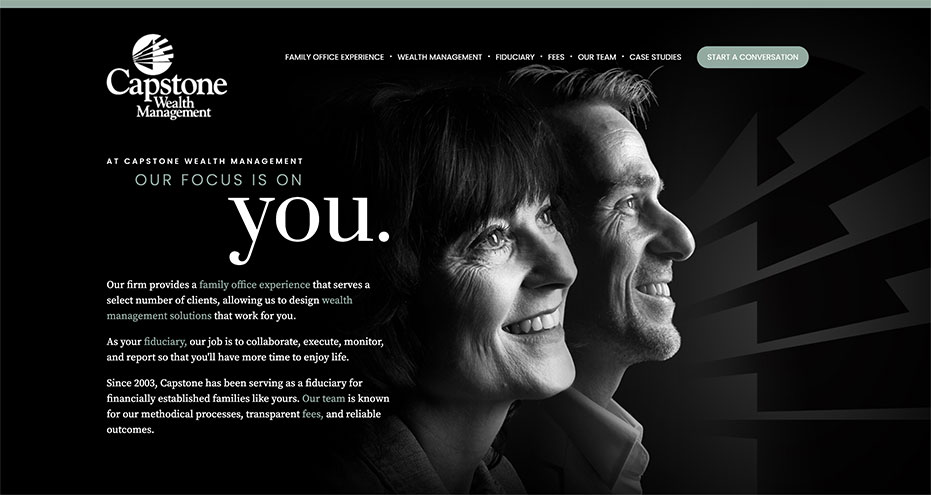 Capstone
Wealth
Management
FAMILY OFFICE EXPERIENCE • WEALTH MANAGEMENT • FIDUCIARY • FEES • OUR TEAM • CASE STUDIES
START A CONVERSATION
AT CAPSTONE WEALTH MANAGEMENT
OUR FOCUS IS ON
you.
Our firm provides a family office experience that serves a
select number of clients, allowing us to design wealth
management solutions that work for you.
As your fiduciary, our job is to collaborate, execute, monitor,
and report so that you'll have more time to enjoy life.
Since 2003, Capstone has been serving as a fiduciary for
financially established families like yours. Our team is known
for our methodical processes, transparent fees, and reliable
outcomes.